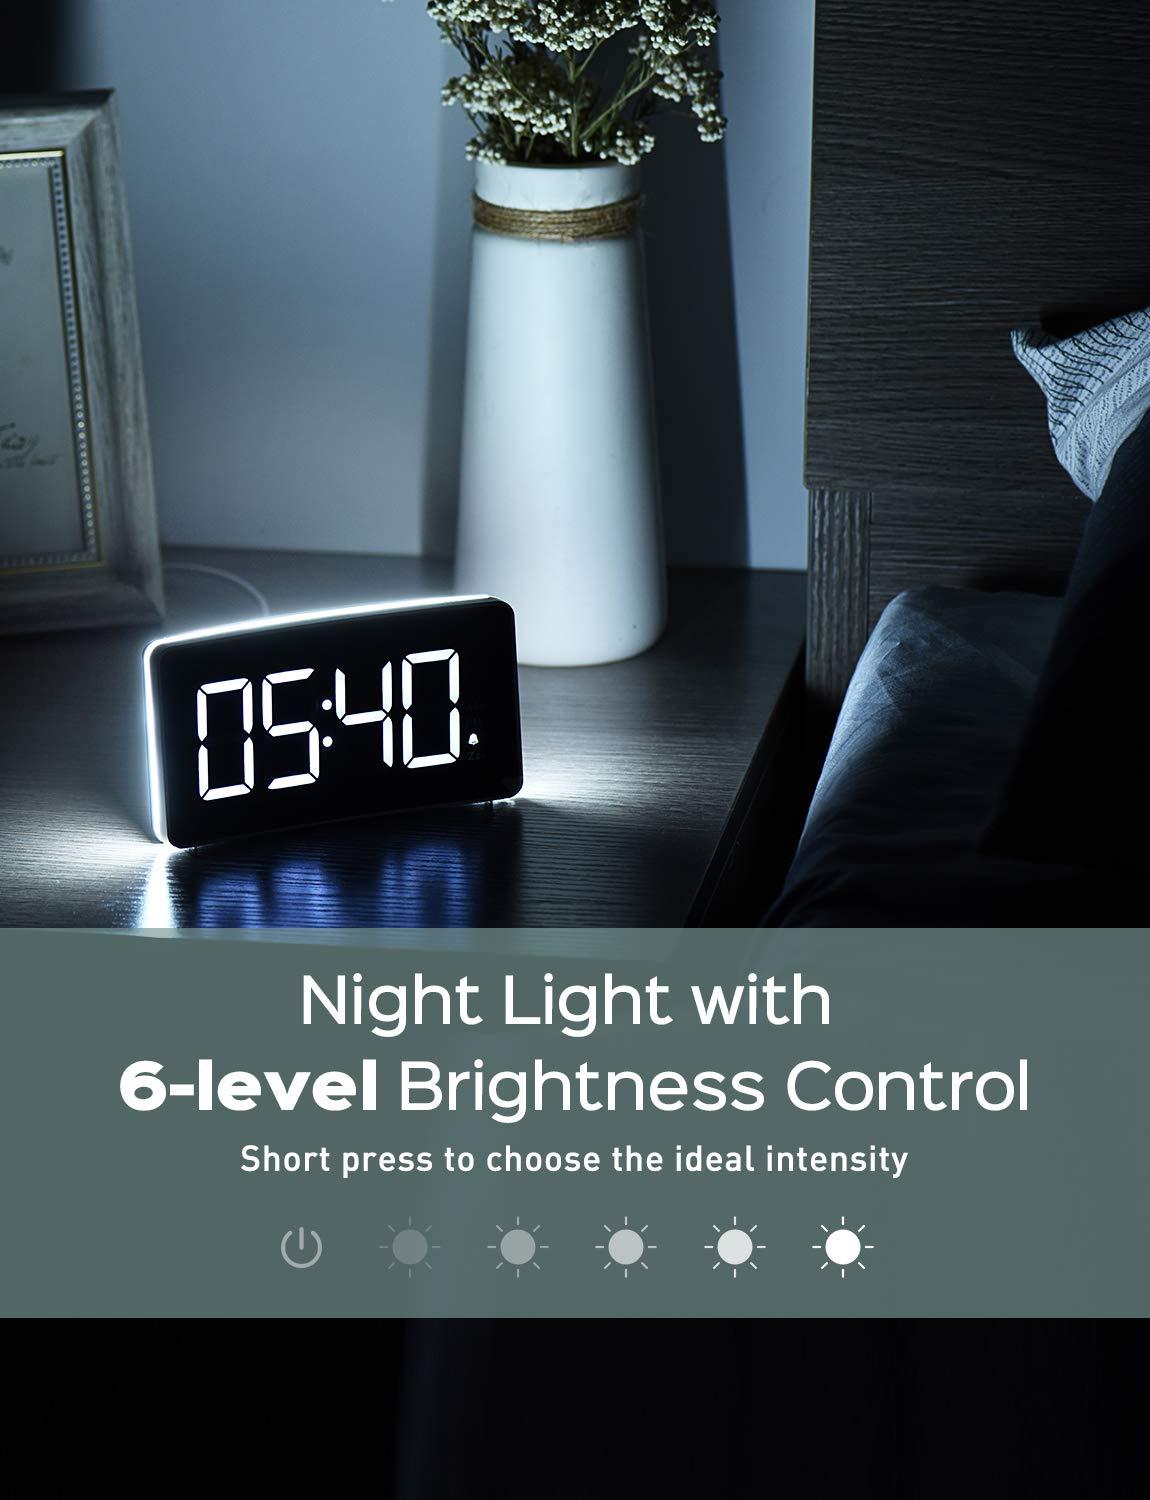 05:40
Night Light with
6-level Brightness Control
Short press to choose the ideal intensity